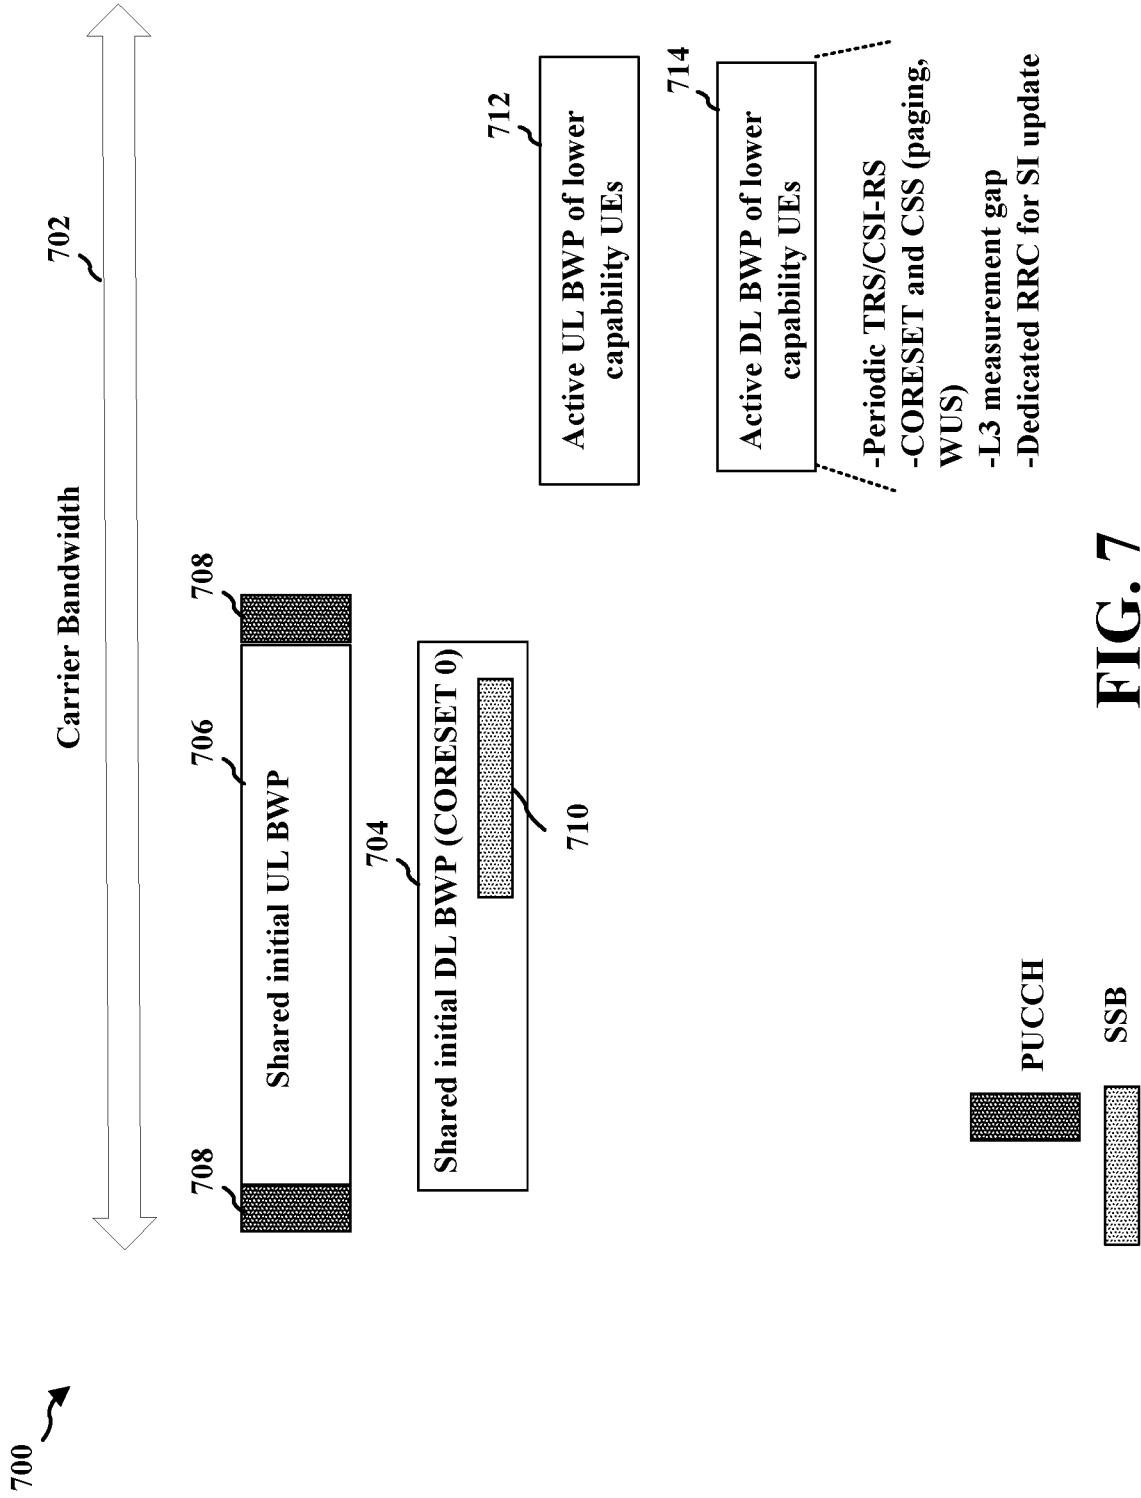 700
Carrier Bandwidth
702
708
706
708
Shared initial UL BWP
704
Shared initial DL BWP (CORESET 0)
710
712
Active UL BWP of lower
capability UEs
714
Active DL BWP of lower
capability UEs
-Periodic TRS/CSI-RS
-CORESET and CSS (paging,
WUS)
-L3 measurement gap
-Dedicated RRC for SI update
PUCCH
SSB
FIG. 7